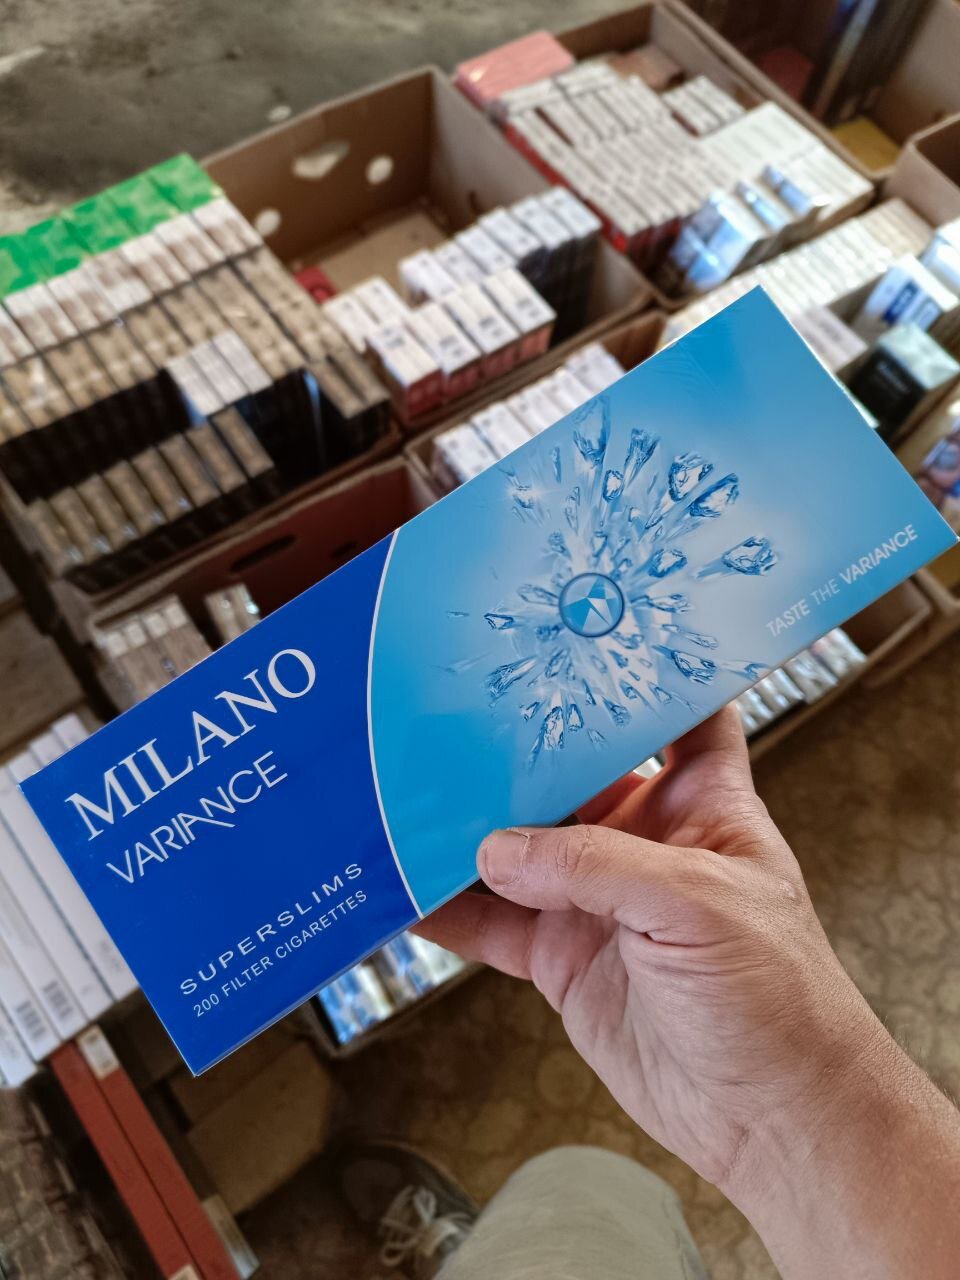 MILANO
VARIANCE
SUPERSLIMS
200 FILTER CIGARETTES
TASTE THE VARIANCE